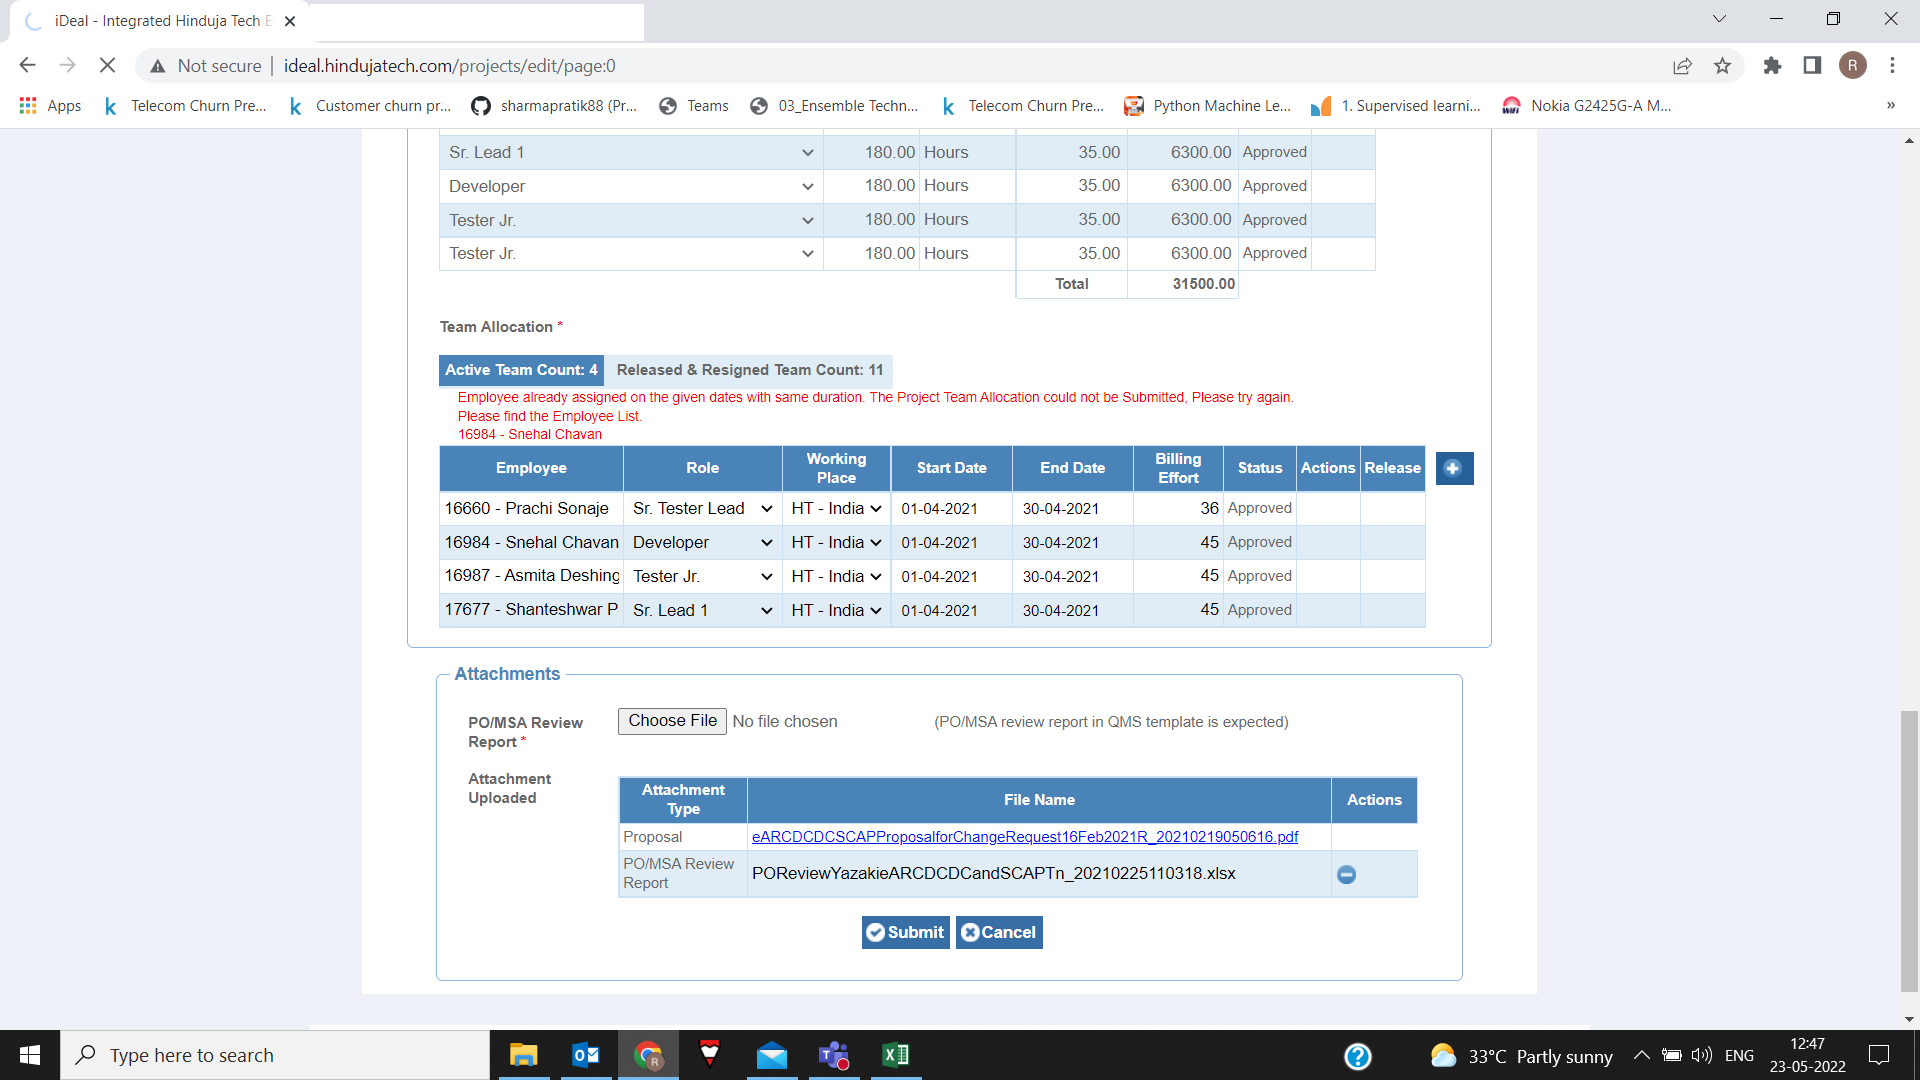 iDeal - Integrated Hinduja Tech E
Not secure | ideal.hindujatech.com/projects/edit/page:0
R
Apps Telecom Churn Pre... Customer churn pr... sharmapratik88 (Pr... Teams 03_Ensemble Techn... Telecom Churn Pre... Python Machine Le... 1. Supervised learni... Nokia G2425G-A M... »
Sr. Lead 1 180.00 Hours 35.00 6300.00 Approved
Developer 180.00 Hours 35.00 6300.00 Approved
Tester Jr. 180.00 Hours 35.00 6300.00 Approved
Tester Jr. 180.00 Hours 35.00 6300.00 Approved
Total 31500.00
Team Allocation *
Active Team Count: 4 Released & Resigned Team Count: 11
Employee already assigned on the given dates with same duration. The Project Team Allocation could not be Submitted, Please try again.
Please find the Employee List.
16984 - Snehal Chavan
Employee Role Working Place Start Date End Date Billing Effort Status Actions Release
16660 - Prachi Sonaje Sr. Tester Lead HT - India 01-04-2021 30-04-2021 36 Approved
16984 - Snehal Chavan Developer HT - India 01-04-2021 30-04-2021 45 Approved
16987 - Asmita Deshing Tester Jr. HT - India 01-04-2021 30-04-2021 45 Approved
17677 - Shanteshwar P Sr. Lead 1 HT - India 01-04-2021 30-04-2021 45 Approved
Attachments
PO/MSA Review
Report *
Choose File No file chosen (PO/MSA review report in QMS template is expected)
Attachment
Uploaded
Attachment Type File Name Actions
Proposal eARCDCDCSCAPProposalforChangeRequest16Feb2021R_20210219050616.pdf
PO/MSA Review
Report
POReviewYazakieARCDCDCandSCAPTn_20210225110318.xlsx
Submit Cancel
Type here to search
33°C Partly sunny ENG
12:47
23-05-2022